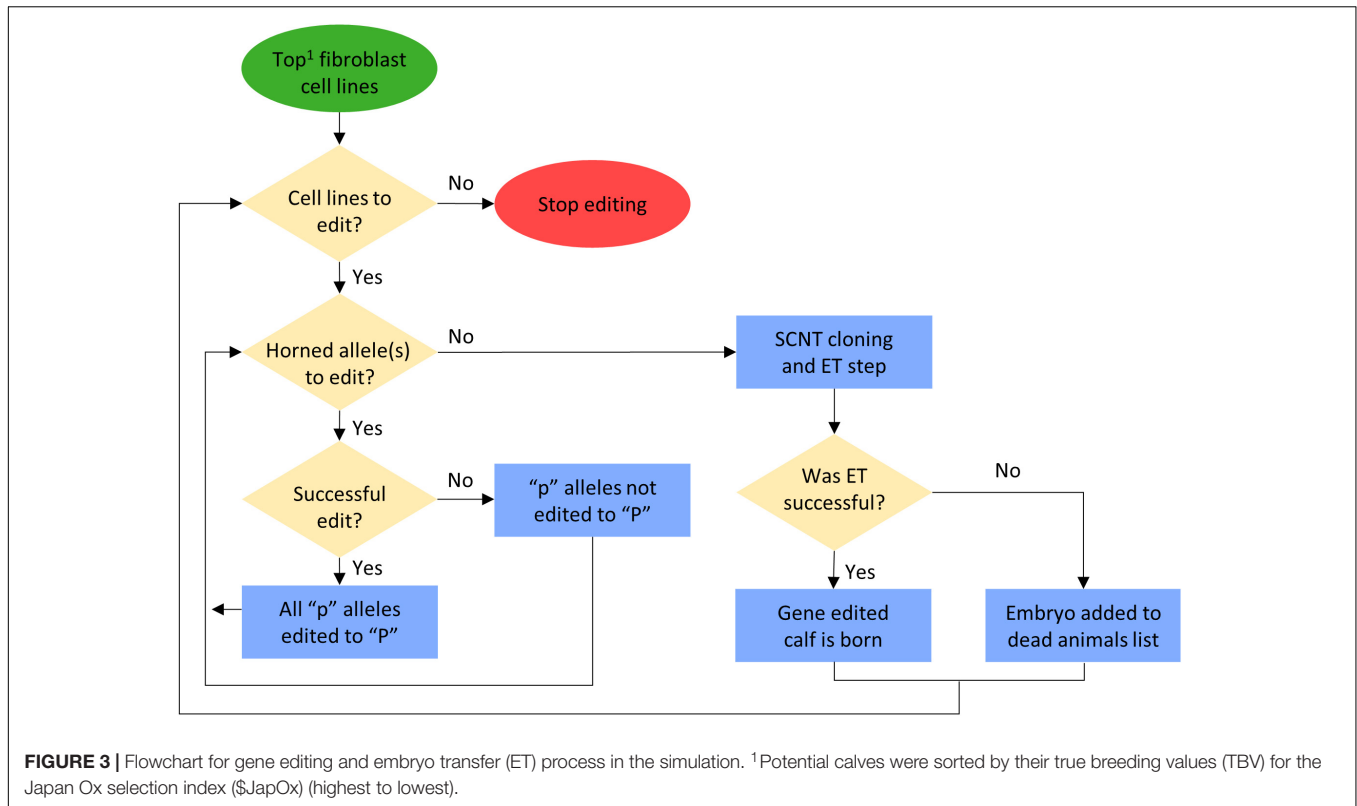 Top¹ fibroblast
cell lines
Cell lines to
edit?
No
Stop editing
Yes
Horned allele(s)
to edit?
No
SCNT cloning
and ET step
Yes
Successful
edit?
No
"p" alleles not
edited to "P"
Was ET
successful?
No
Yes
All "p" alleles
edited to "P"
Yes
Gene edited
calf is born
Embryo added to
dead animals list
FIGURE 3 | Flowchart for gene editing and embryo transfer (ET) process in the simulation. ¹Potential calves were sorted by their true breeding values (TBV) for the
Japan Ox selection index ($JapOx) (highest to lowest).